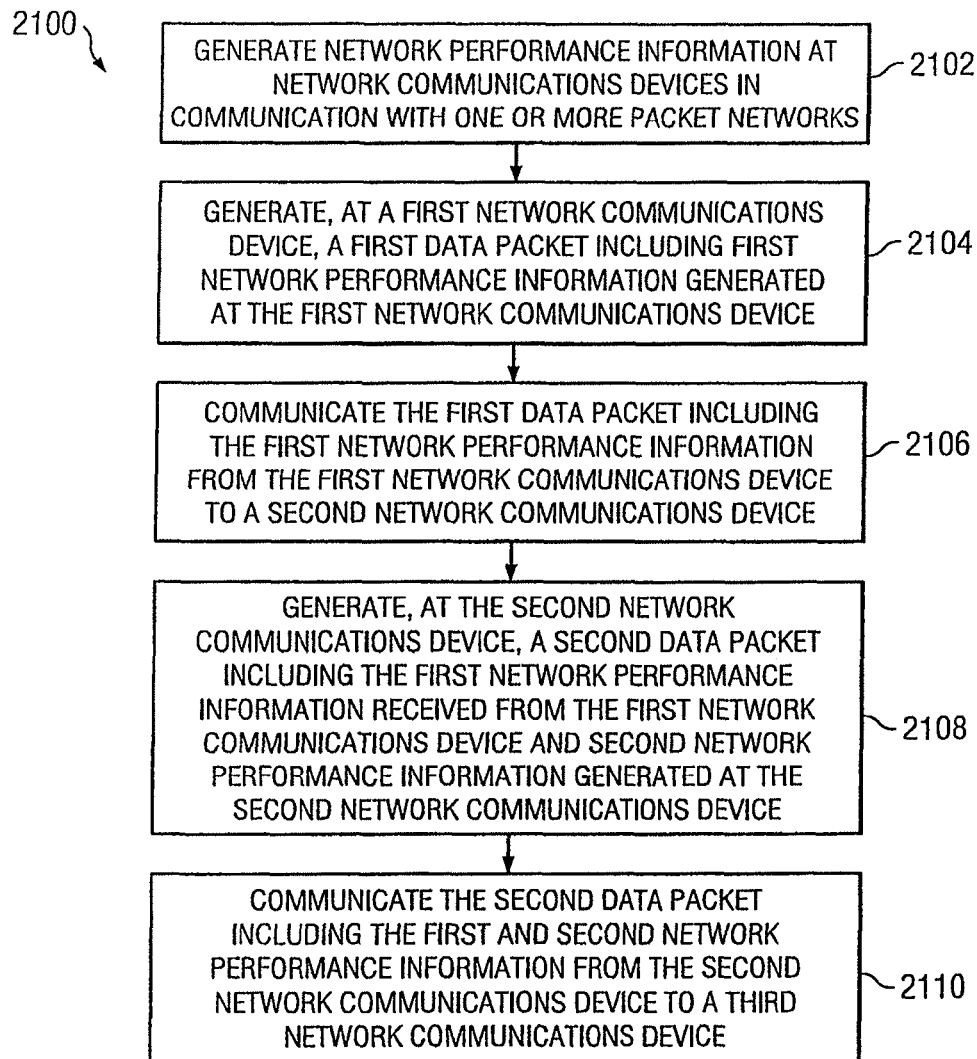 2100
GENERATE NETWORK PERFORMANCE INFORMATION AT
NETWORK COMMUNICATIONS DEVICES IN
COMMUNICATION WITH ONE OR MORE PACKET NETWORKS
2102
GENERATE, AT A FIRST NETWORK COMMUNICATIONS
DEVICE, A FIRST DATA PACKET INCLUDING FIRST
NETWORK PERFORMANCE INFORMATION GENERATED
AT THE FIRST NETWORK COMMUNICATIONS DEVICE
2104
COMMUNICATE THE FIRST DATA PACKET INCLUDING
THE FIRST NETWORK PERFORMANCE INFORMATION
FROM THE FIRST NETWORK COMMUNICATIONS DEVICE
TO A SECOND NETWORK COMMUNICATIONS DEVICE
2106
GENERATE, AT THE SECOND NETWORK
COMMUNICATIONS DEVICE, A SECOND DATA PACKET
INCLUDING THE FIRST NETWORK PERFORMANCE
INFORMATION RECEIVED FROM THE FIRST NETWORK
COMMUNICATIONS DEVICE AND SECOND NETWORK
PERFORMANCE INFORMATION GENERATED AT THE
SECOND NETWORK COMMUNICATIONS DEVICE
2108
COMMUNICATE THE SECOND DATA PACKET
INCLUDING THE FIRST AND SECOND NETWORK
PERFORMANCE INFORMATION FROM THE SECOND
NETWORK COMMUNICATIONS DEVICE TO A THIRD
NETWORK COMMUNICATIONS DEVICE
2110